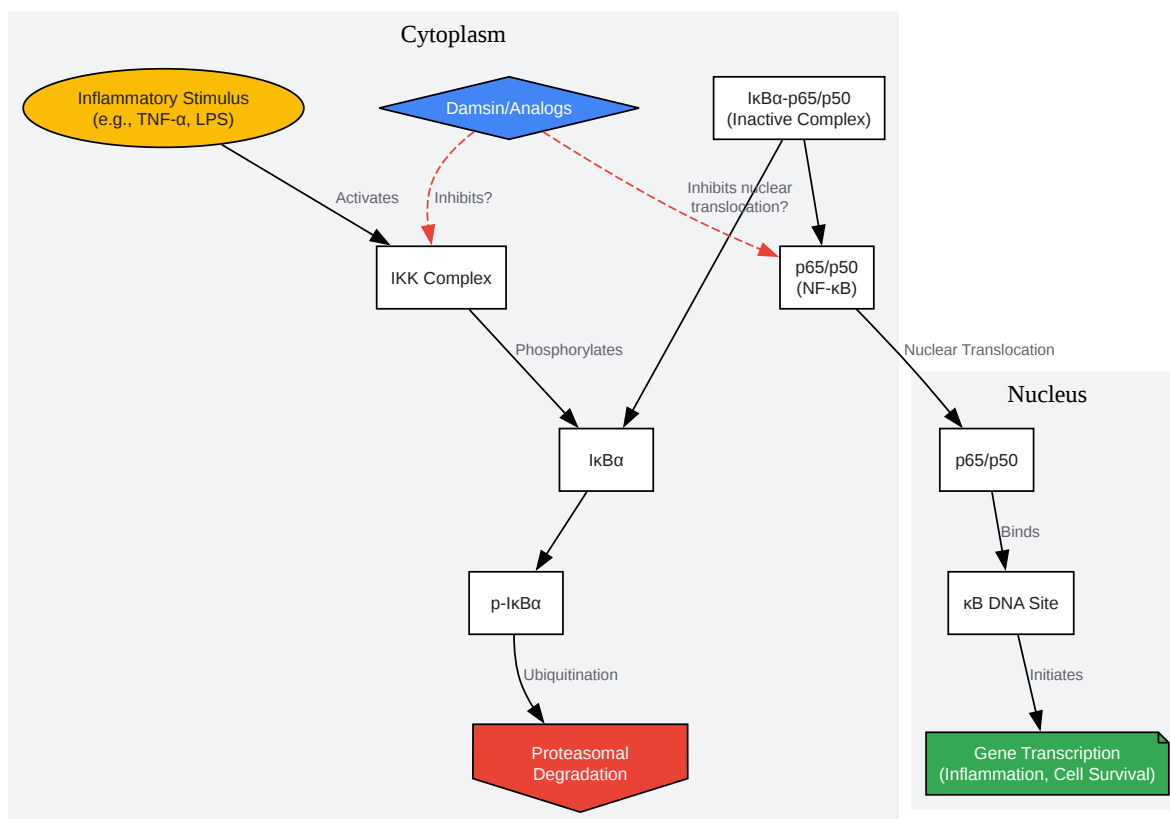 Cytoplasm
Inflammatory Stimulus
(e.g., TNF-α, LPS)
Damsin/Analogs
IκBα-p65/p50
(Inactive Complex)
Activates
Inhibits?
Inhibits nuclear
translocation?
IKK Complex
p65/p50
(NF-κB)
Phosphorylates
Nuclear Translocation
Nucleus
IκBα
p65/p50
Binds
p-IκBα
κB DNA Site
Ubiquitination
Initiates
Proteasomal
Degradation
Gene Transcription
(Inflammation, Cell Survival)